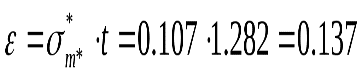 ε = σ*ₘ* · t = 0.107 · 1.282 = 0.137